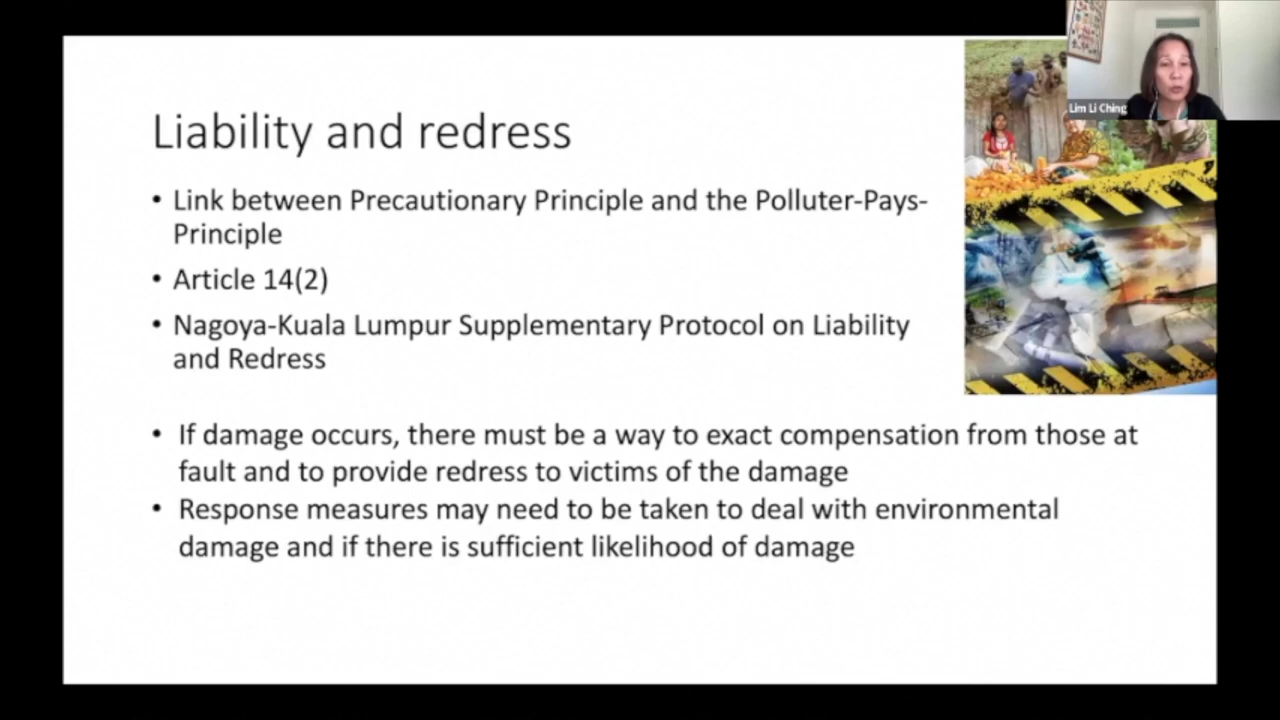 Lim Li Ching
Liability and redress
• Link between Precautionary Principle and the Polluter-Pays-
Principle
• Article 14(2)
• Nagoya-Kuala Lumpur Supplementary Protocol on Liability
and Redress
• If damage occurs, there must be a way to exact compensation from those at
fault and to provide redress to victims of the damage
• Response measures may need to be taken to deal with environmental
damage and if there is sufficient likelihood of damage